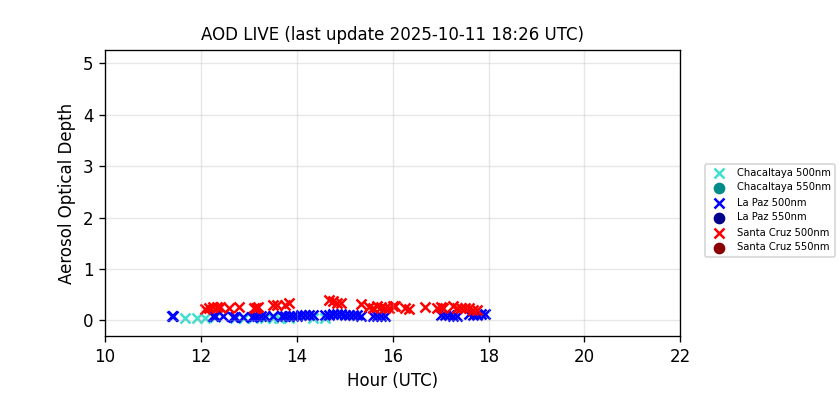 AOD LIVE (last update 2025-10-11 18:26 UTC)
Aerosol Optical Depth
5
4
3
2
1
0
10 12 14 16 18 20 22
Hour (UTC)
Chacaltaya 500nm
Chacaltaya 550nm
La Paz 500nm
La Paz 550nm
Santa Cruz 500nm
Santa Cruz 550nm